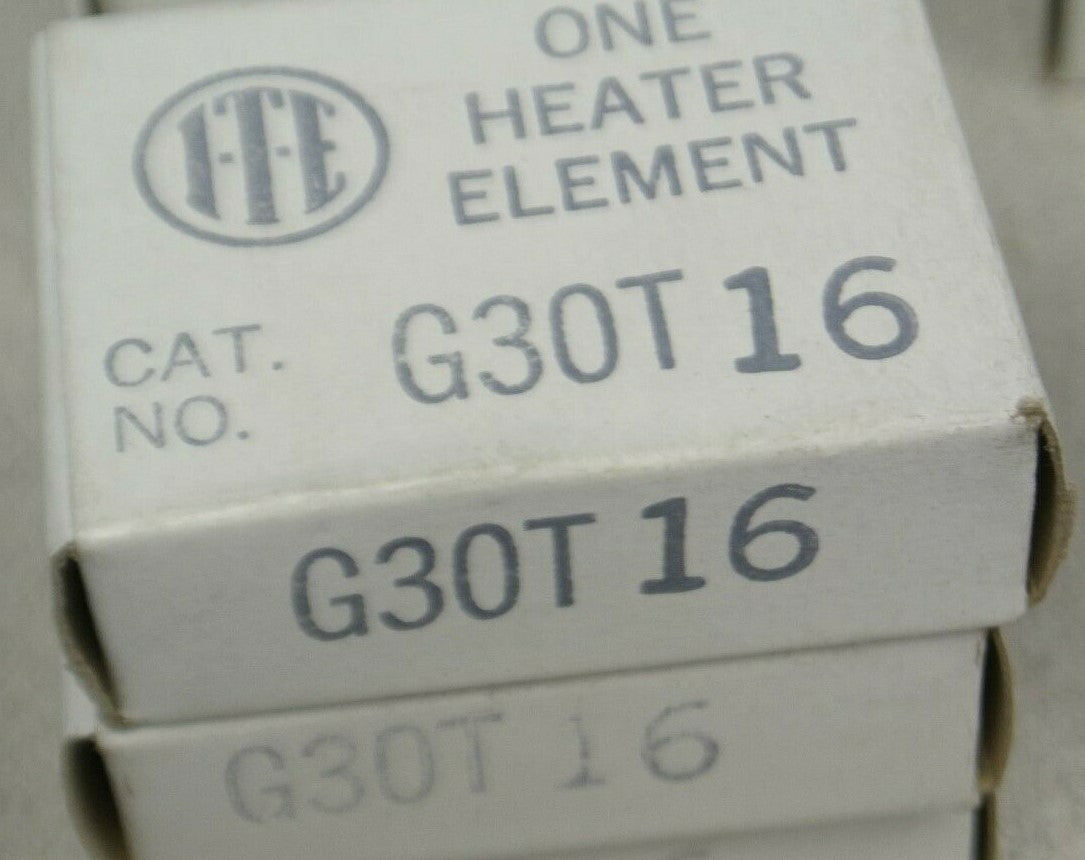 I-T-E
ONE
HEATER
ELEMENT
CAT.
NO.
G30T16
G30T16
G30T16